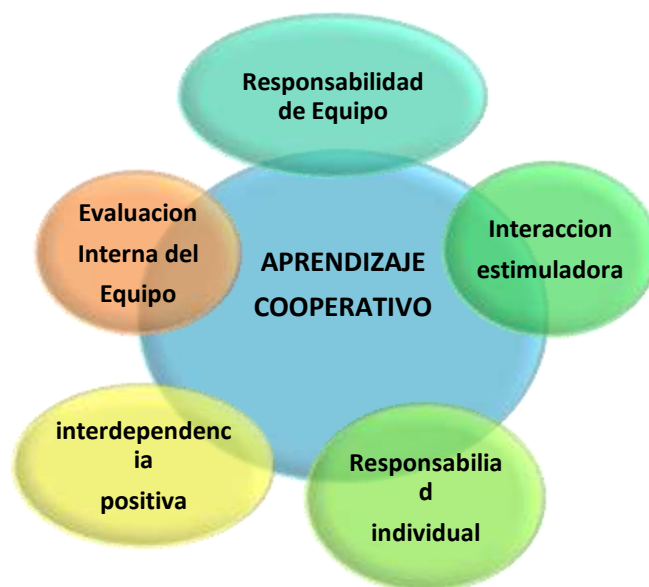 Responsabilidad
de Equipo
Evaluacion
Interna del
Equipo
Interaccion
estimuladora
APRENDIZAJE
COOPERATIVO
interdependenc
ia
positiva
Responsabilia
d
individual